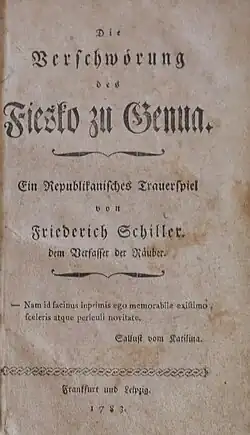 Die
Verschwörung
des
Fiesko zu Genua.
Ein Republikanisches Trauerspiel
von
Friederich Schiller.
dem Verfasser der Räuber.
— Nam id facinus inprimis ego memorabile existimo,
sceleris atque periculi novitate.
Sallust vom Katilina.
Frankfurt und Leipzig.
1783.